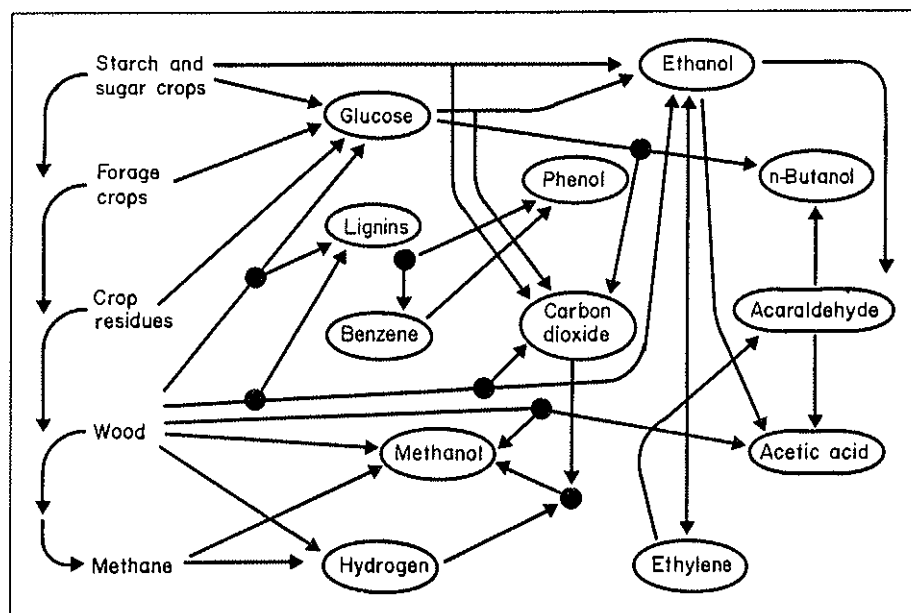 Starch and
sugar crops
Ethanol
Glucose
Forage
crops
Phenol
n-Butanol
Lignins
Crop
residues
Benzene
Carbon
dioxide
Acaraldehyde
Wood
Methanol
Acetic acid
Methane
Hydrogen
Ethylene